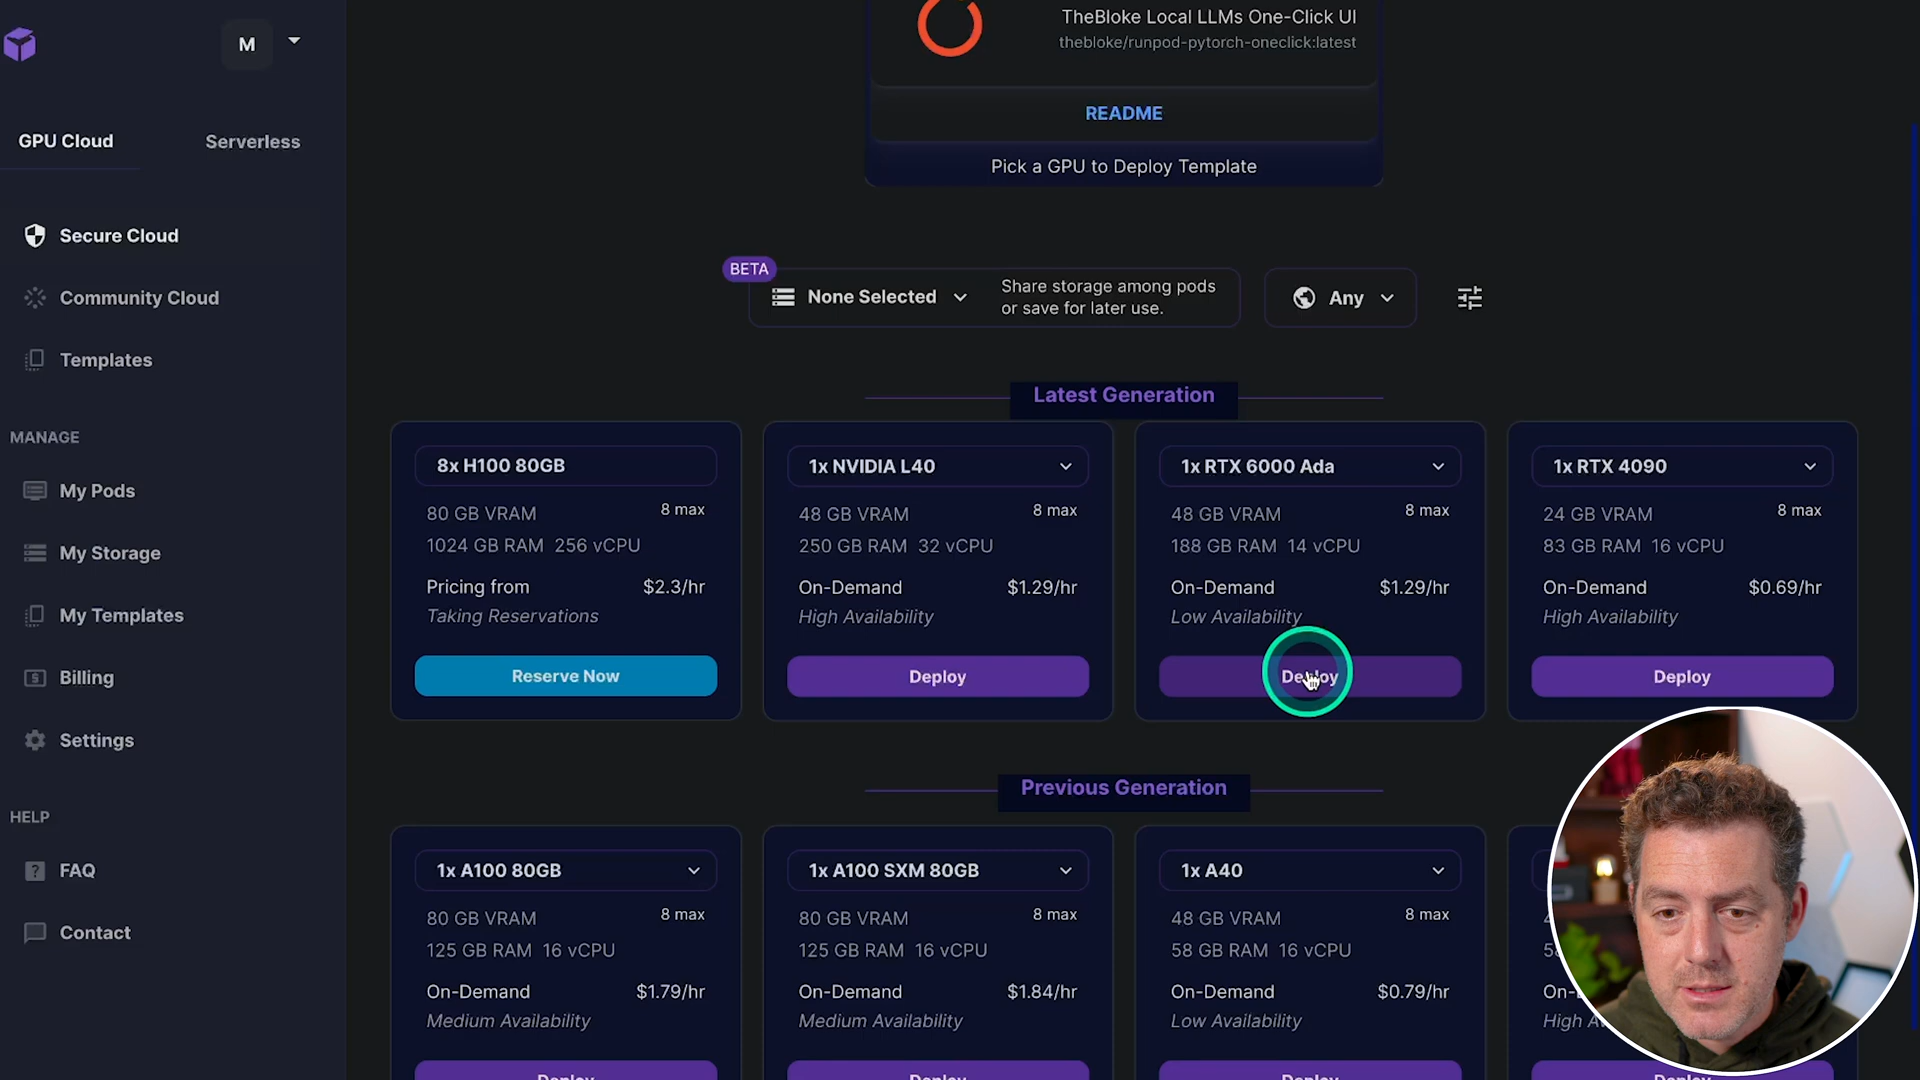 M
TheBloke Local LLMs One-Click UI
thebloke/runpod-pytorch-oneclick:latest
README
Pick a GPU to Deploy Template
GPU Cloud
Serverless
Secure Cloud
Community Cloud
Templates
MANAGE
My Pods
My Storage
My Templates
Billing
Settings
HELP
FAQ
Contact
BETA
None Selected
Share storage among pods
or save for later use.
Any
Latest Generation
8x H100 80GB
80 GB VRAM 8 max
1024 GB RAM 256 vCPU
Pricing from $2.3/hr
Taking Reservations
Reserve Now
1x NVIDIA L40
48 GB VRAM 8 max
250 GB RAM 32 vCPU
On-Demand $1.29/hr
High Availability
Deploy
1x RTX 6000 Ada
48 GB VRAM 8 max
188 GB RAM 14 vCPU
On-Demand $1.29/hr
Low Availability
Deploy
1x RTX 4090
24 GB VRAM 8 max
83 GB RAM 16 vCPU
On-Demand $0.69/hr
High Availability
Deploy
Previous Generation
1x A100 80GB
80 GB VRAM 8 max
125 GB RAM 16 vCPU
On-Demand $1.79/hr
Medium Availability
Deploy
1x A100 SXM 80GB
80 GB VRAM 8 max
125 GB RAM 16 vCPU
On-Demand $1.84/hr
Medium Availability
Deploy
1x A40
48 GB VRAM 8 max
58 GB RAM 16 vCPU
On-Demand $0.79/hr
Low Availability
Deploy
High